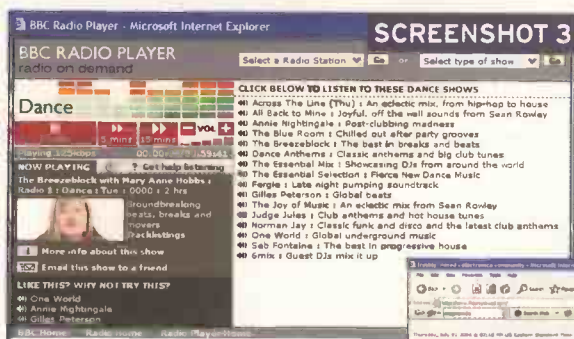 BBC Radio Player - Microsoft Internet Explorer
SCREENSHOT 3
BBC RADIO PLAYER
radio on demand
Select a Radio Station Go or Select type of show Go
Dance
5 mins 15 mins VOL
Playing 125kbps
NOW PLAYING ? Get help listening
The Breezeblock with Mary Anne Hobbs :
Radio 1 : Dance : Tue : 0000 : 2 hrs
Groundbreaking
beats, breaks and
movers
Tracklistings
More info about this show
Email this show to a friend
LIKE THIS? WHY NOT TRY THIS?
One World
Annie Nightingale
Gilles Peterson
BBC Home Radio Home Radio Player Home
CLICK BELOW TO LISTEN TO THESE DANCE SHOWS
Across The Line (Thu) : An eclectic mix, from hip-hop to house
All Back to Mine : Joyful, off the wall sounds from Sean Rowley
Annie Nightingale : Post-clubbing madness
The Blue Room : Chilled out after party grooves
The Breezeblock : The best in breaks and beats
Dance Anthems : Classic anthems and big club tunes
The Essential Mix : Showcasing DJs from around the world
The Essential Selection : Fierce New Dance Music
Fergie : Late night pumping soundtrack
Gilles Peterson : Global beats
The Joy of Music : An eclectic mix from Sean Rowley
Judge Jules : Club anthems and hot house tunes
Norman Jay : Classic funk and disco and the latest club anthems
One World : Global underground music
Seb Fontaine : The best in progressive house
6mix : Guest DJs mix it up